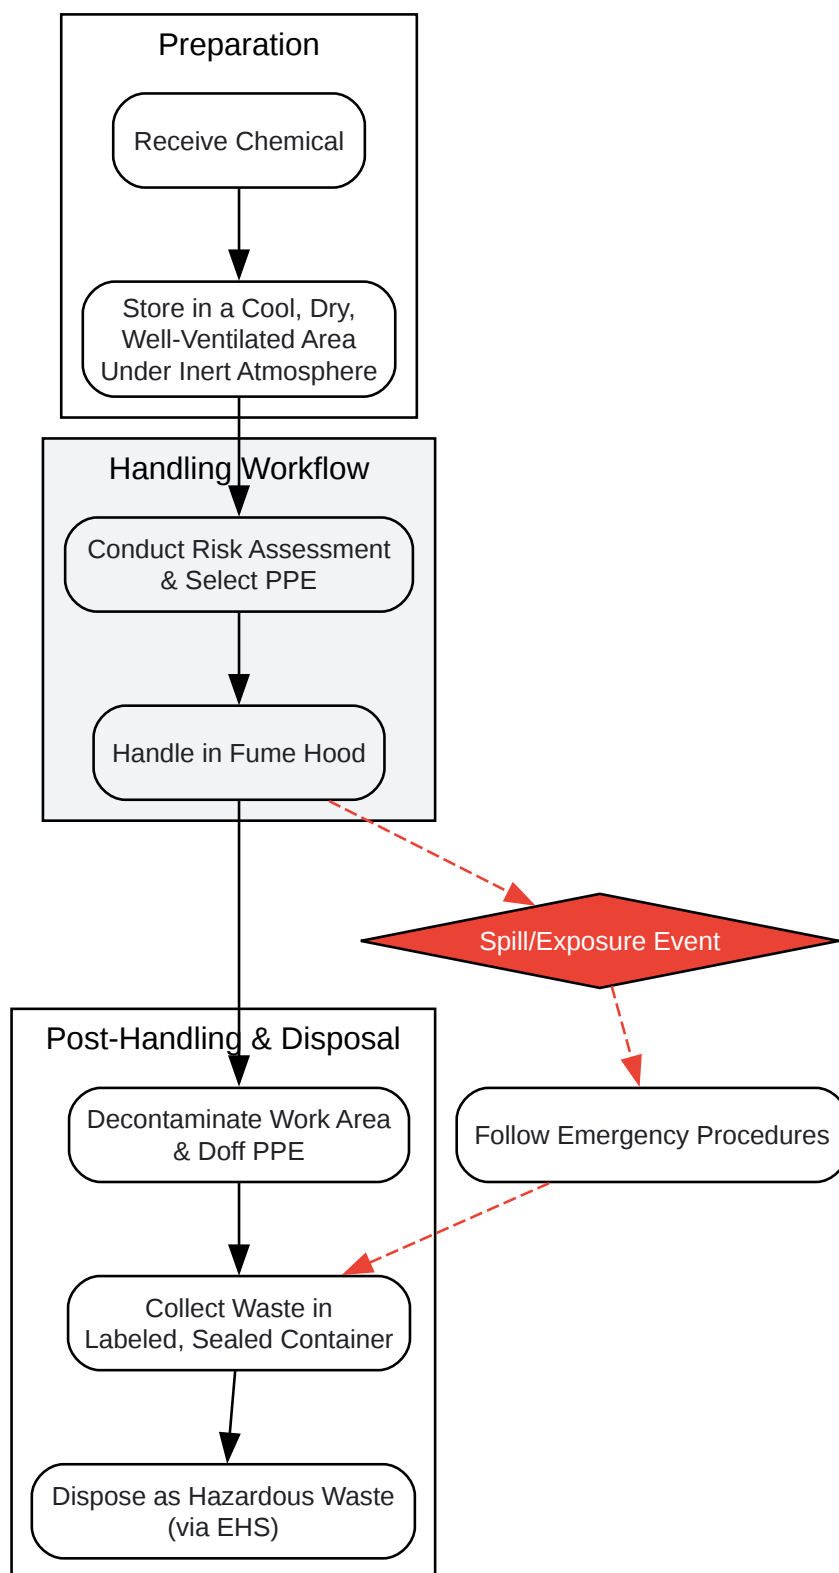 Preparation
Receive Chemical
Store in a Cool, Dry,
Well-Ventilated Area
Under Inert Atmosphere
Handling Workflow
Conduct Risk Assessment
& Select PPE
Handle in Fume Hood
Spill/Exposure Event
Post-Handling & Disposal
Decontaminate Work Area
& Doff PPE
Follow Emergency Procedures
Collect Waste in
Labeled, Sealed Container
Dispose as Hazardous Waste
(via EHS)